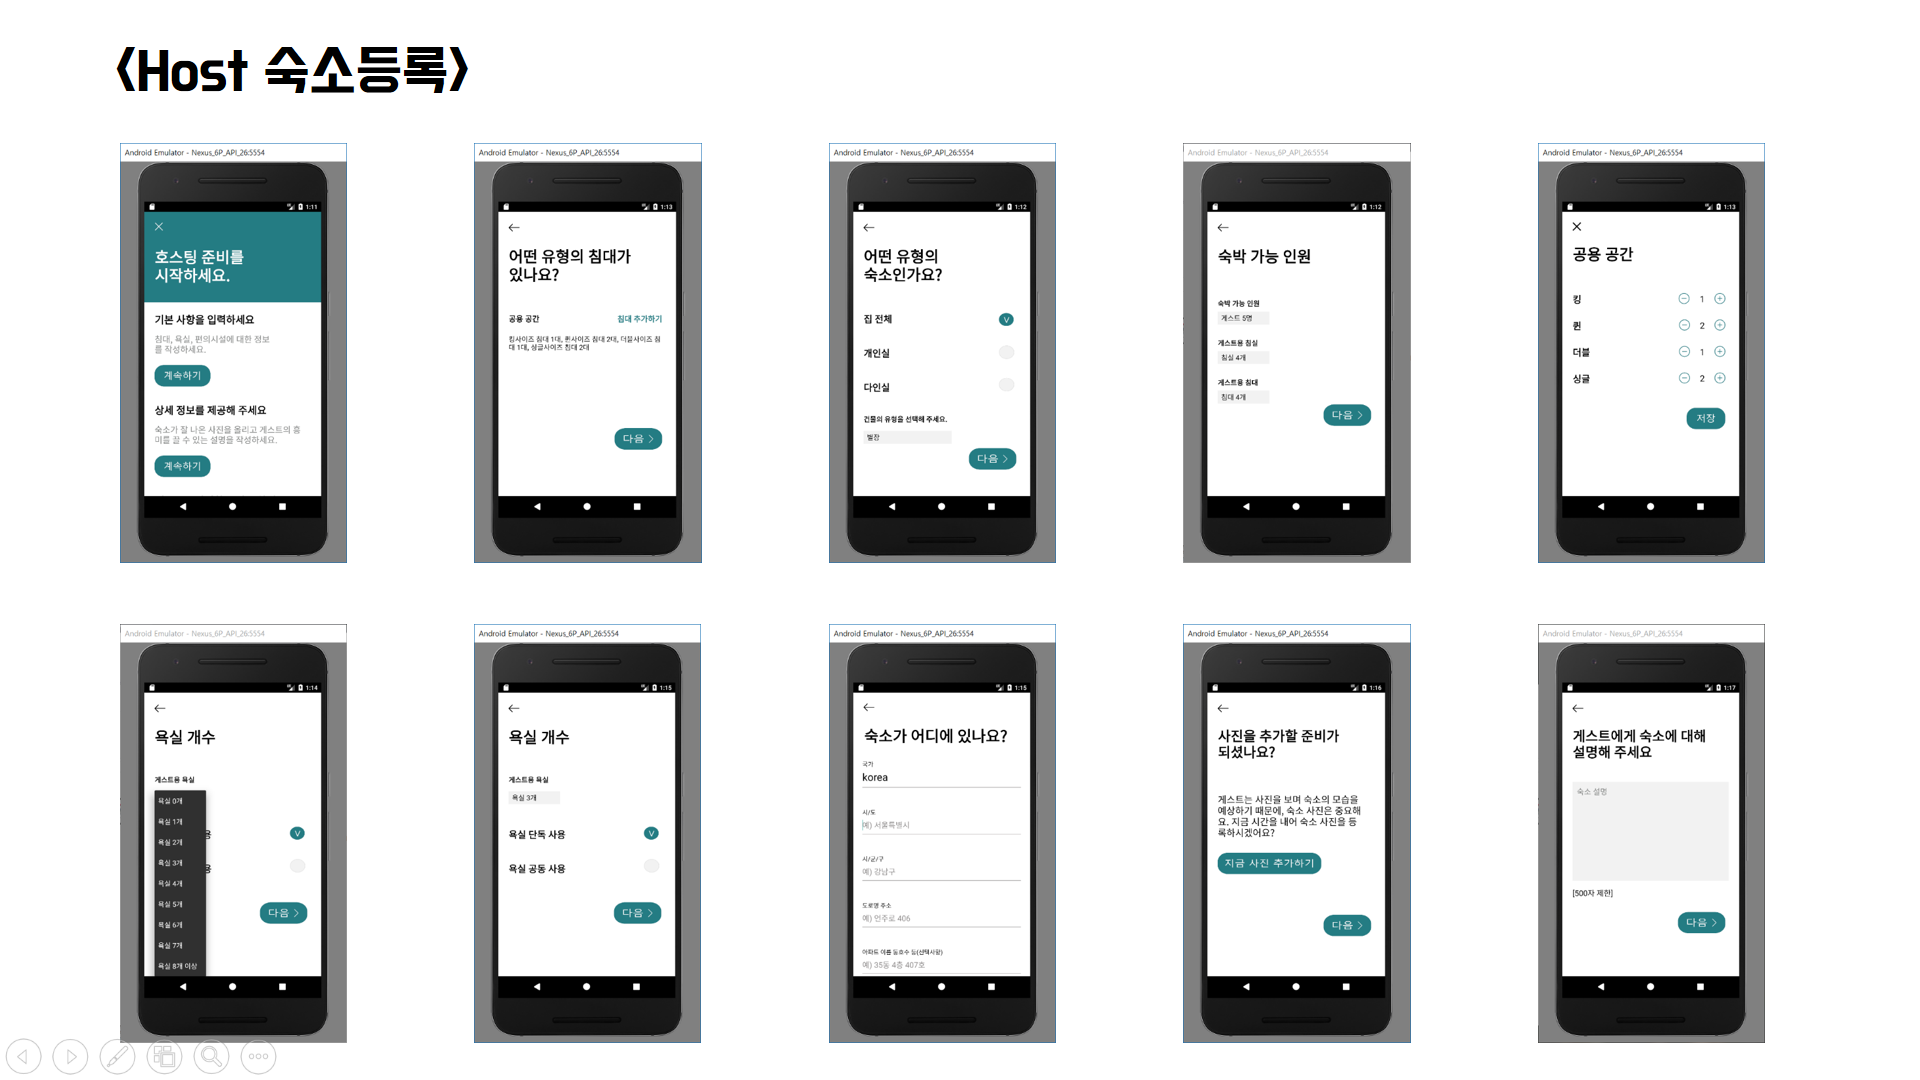 <Host 숙소등록>
Android Emulator - Nexus_6P_API_26:5554
1:11
호스팅 준비를
시작하세요.
기본 사항을 입력하세요
침대, 욕실, 편의시설에 대한 정보
를 작성하세요.
계속하기
상세 정보를 제공해 주세요
숙소가 잘 나온 사진을 올리고 게스트의 흥
미를 끌 수 있는 설명을 작성하세요.
계속하기
Android Emulator - Nexus_6P_API_26:5554
1:13
어떤 유형의 침대가
있나요?
공용 공간
침대 추가하기
킹사이즈 침대 1대, 퀸사이즈 침대 2대, 더블사이즈 침
대 1대, 싱글사이즈 침대 2대
다음 >
Android Emulator - Nexus_6P_API_26:5554
1:12
어떤 유형의
숙소인가요?
집 전체
V
개인실
다인실
건물의 유형을 선택해 주세요.
별장
다음 >
Android Emulator - Nexus_6P_API_26:5554
1:12
숙박 가능 인원
숙박 가능 인원
게스트 5명
게스트용 침실
침실 4개
게스트용 침대
침대 4개
다음 >
Android Emulator - Nexus_6P_API_26:5554
1:13
공용 공간
킹 1
퀸 2
더블 1
싱글 2
저장
Android Emulator - Nexus_6P_API_26:5554
1:14
욕실 개수
게스트용 욕실
욕실 0개
욕실 1개
용 V
욕실 2개
욕실 3개
용
욕실 4개
욕실 5개
다음 >
욕실 6개
욕실 7개
욕실 8개 이상
Android Emulator - Nexus_6P_API_26:5554
1:15
욕실 개수
게스트용 욕실
욕실 3개
욕실 단독 사용
V
욕실 공동 사용
다음 >
Android Emulator - Nexus_6P_API_26:5554
1:15
숙소가 어디에 있나요?
국가
korea
시/도
예) 서울특별시
시/군/구
예) 강남구
도로명 주소
예) 언주로 406
아파트 이름 동호수 등(선택사항)
예) 35동 4층 407호
Android Emulator - Nexus_6P_API_26:5554
1:16
사진을 추가할 준비가
되셨나요?
게스트는 사진을 보며 숙소의 모습을
예상하기 때문에, 숙소 사진은 중요해
요. 지금 시간을 내어 숙소 사진을 등
록하시겠어요?
지금 사진 추가하기
다음 >
Android Emulator - Nexus_6P_API_26:5554
1:17
게스트에게 숙소에 대해
설명해 주세요
숙소 설명
[500자 제한]
다음 >